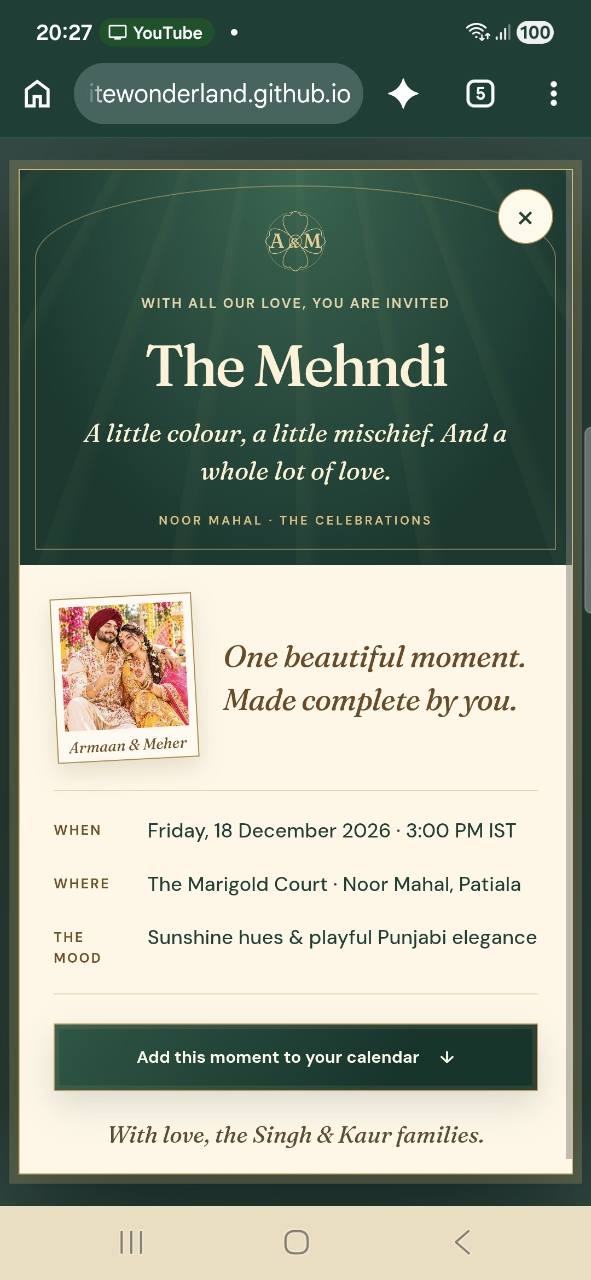 20:27 YouTube 100
itewonderland.github.io 5
A & M
WITH ALL OUR LOVE, YOU ARE INVITED
The Mehndi
A little colour, a little mischief. And a
whole lot of love.
NOOR MAHAL · THE CELEBRATIONS
One beautiful moment.
Made complete by you.
Armaan & Meher
WHEN Friday, 18 December 2026 · 3:00 PM IST
WHERE The Marigold Court · Noor Mahal, Patiala
THE Sunshine hues & playful Punjabi elegance
MOOD
Add this moment to your calendar ↓
With love, the Singh & Kaur families.